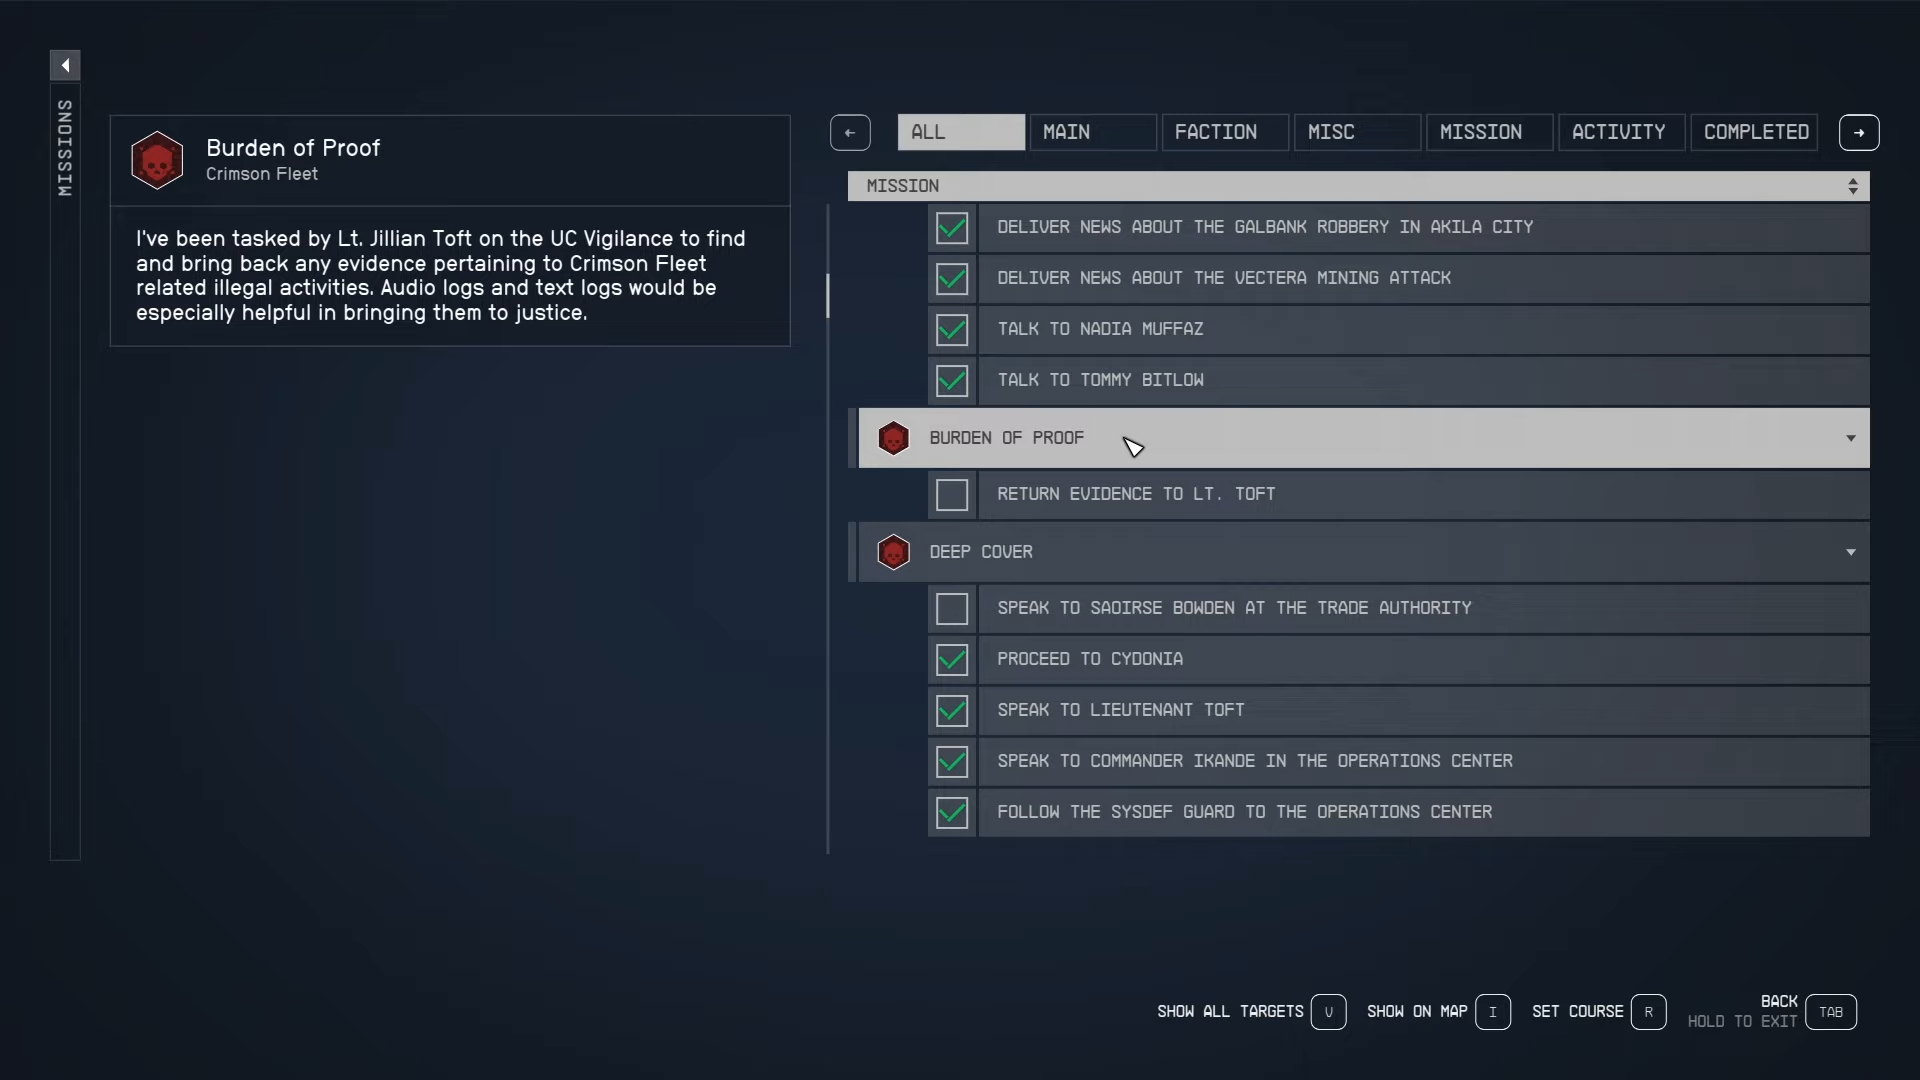 MISSIONS
Burden of Proof
Crimson Fleet
I've been tasked by Lt. Jillian Toft on the UC Vigilance to find
and bring back any evidence pertaining to Crimson Fleet
related illegal activities. Audio logs and text logs would be
especially helpful in bringing them to justice.
ALL MAIN FACTION MISC MISSION ACTIVITY COMPLETED
MISSION
DELIVER NEWS ABOUT THE GALBANK ROBBERY IN AKILA CITY
DELIVER NEWS ABOUT THE VECTERA MINING ATTACK
TALK TO NADIA MUFFAZ
TALK TO TOMMY BITLOW
BURDEN OF PROOF
RETURN EVIDENCE TO LT. TOFT
DEEP COVER
SPEAK TO SAOIRSE BOWDEN AT THE TRADE AUTHORITY
PROCEED TO CYDONIA
SPEAK TO LIEUTENANT TOFT
SPEAK TO COMMANDER IKANDE IN THE OPERATIONS CENTER
FOLLOW THE SYSDEF GUARD TO THE OPERATIONS CENTER
SHOW ALL TARGETS V SHOW ON MAP I SET COURSE R BACK TAB
HOLD TO EXIT